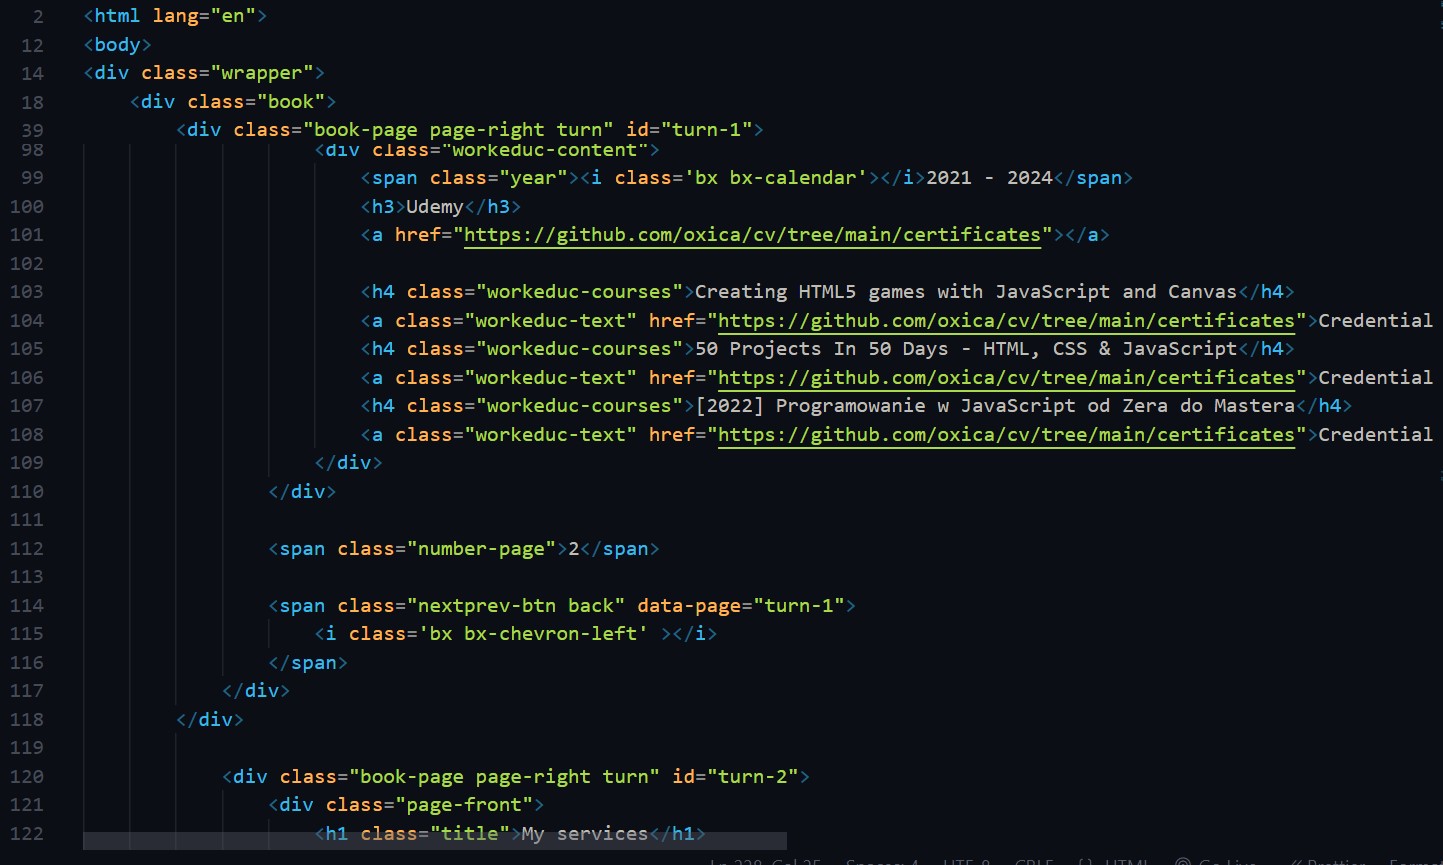 2 <html lang="en">
12 <body>
14 <div class="wrapper">
18 <div class="book">
39 <div class="book-page page-right turn" id="turn-1">
98 <div class="workeduc-content">
99 <span class="year"><i class='bx bx-calendar'></i>2021 - 2024</span>
100 <h3>Udemy</h3>
101 <a href="https://github.com/oxica/cv/tree/main/certificates"></a>
102
103 <h4 class="workeduc-courses">Creating HTML5 games with JavaScript and Canvas</h4>
104 <a class="workeduc-text" href="https://github.com/oxica/cv/tree/main/certificates">Credential
105 <h4 class="workeduc-courses">50 Projects In 50 Days - HTML, CSS & JavaScript</h4>
106 <a class="workeduc-text" href="https://github.com/oxica/cv/tree/main/certificates">Credential
107 <h4 class="workeduc-courses">[2022] Programowanie w JavaScript od Zera do Mastera</h4>
108 <a class="workeduc-text" href="https://github.com/oxica/cv/tree/main/certificates">Credential
109 </div>
110 </div>
111
112 <span class="number-page">2</span>
113
114 <span class="nextprev-btn back" data-page="turn-1">
115 <i class='bx bx-chevron-left' ></i>
116 </span>
117 </div>
118 </div>
119
120 <div class="book-page page-right turn" id="turn-2">
121 <div class="page-front">
122 <h1 class="title">My services</h1>